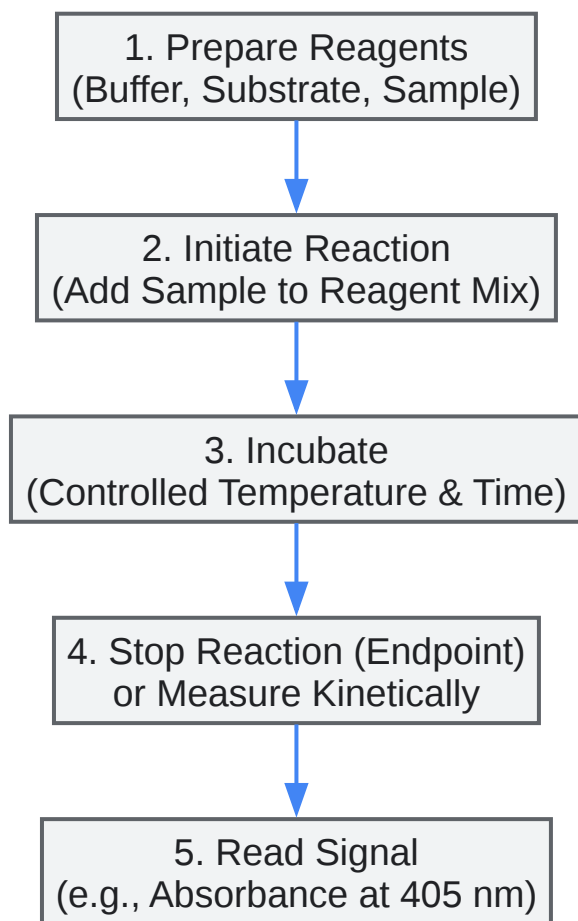 1. Prepare Reagents
(Buffer, Substrate, Sample)
2. Initiate Reaction
(Add Sample to Reagent Mix)
3. Incubate
(Controlled Temperature & Time)
4. Stop Reaction (Endpoint)
or Measure Kinetically
5. Read Signal
(e.g., Absorbance at 405 nm)